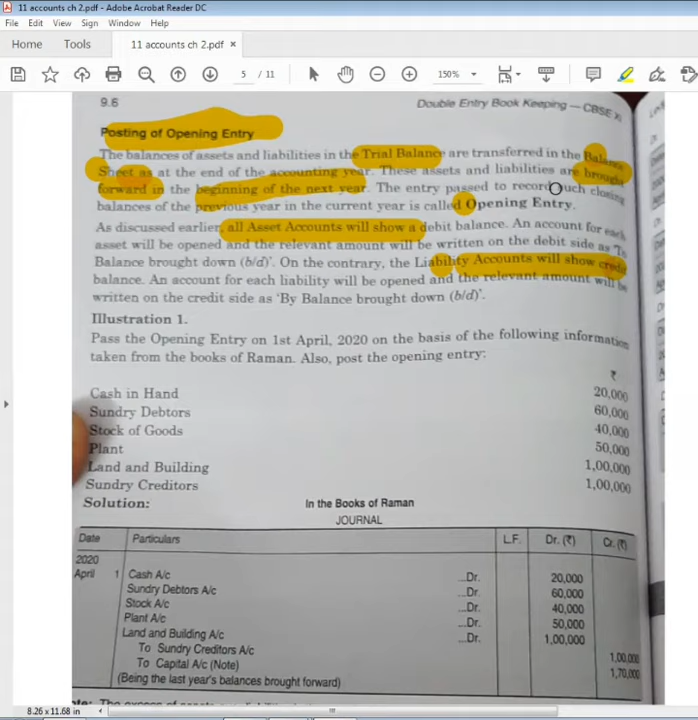 11 accounts ch 2.pdf - Adobe Acrobat Reader DC
File Edit View Sign Window Help
Home Tools 11 accounts ch 2.pdf ×
5 / 11 150%
9.6 Double Entry Book Keeping—CBSE XI
Posting of Opening Entry
The balances of assets and liabilities in the Trial Balance are transferred in the Balance
Sheet as at the end of the accounting year. These assets and liabilities are brought
forward in the beginning of the next year. The entry passed to record such closing
balances of the previous year in the current year is called Opening Entry.
As discussed earlier, all Asset Accounts will show a debit balance. An account for each
asset will be opened and the relevant amount will be written on the debit side as 'To
Balance brought down (b/d)'. On the contrary, the Liability Accounts will show credit
balance. An account for each liability will be opened and the relevant amount will be
written on the credit side as 'By Balance brought down (b/d)'.
Illustration 1.
Pass the Opening Entry on 1st April, 2020 on the basis of the following information
taken from the books of Raman. Also, post the opening entry:
₹
Cash in Hand 20,000
Sundry Debtors 60,000
Stock of Goods 40,000
Plant 50,000
Land and Building 1,00,000
Sundry Creditors 1,00,000
Solution: In the Books of Raman
JOURNAL
Date Particulars L.F. Dr. (₹) Cr. (₹)
2020
April 1 Cash A/c ...Dr. 20,000
Sundry Debtors A/c ...Dr. 60,000
Stock A/c ...Dr. 40,000
Plant A/c ...Dr. 50,000
Land and Building A/c ...Dr. 1,00,000
To Sundry Creditors A/c 1,00,000
To Capital A/c (Note) 1,70,000
(Being the last year's balances brought forward)
8.26 x 11.68 in